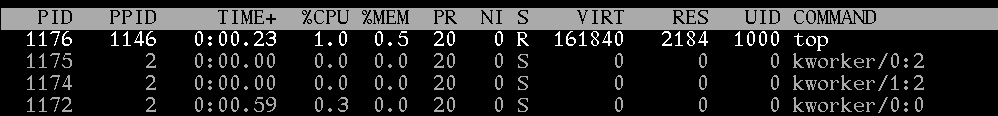 PID PPID TIME+ %CPU %MEM PR NI S VIRT RES UID COMMAND
1176 1146 0:00.23 1.0 0.5 20 0 R 161840 2184 1000 top
1175 2 0:00.00 0.0 0.0 20 0 S 0 0 0 kworker/0:2
1174 2 0:00.00 0.0 0.0 20 0 S 0 0 0 kworker/1:2
1172 2 0:00.59 0.3 0.0 20 0 S 0 0 0 kworker/0:0